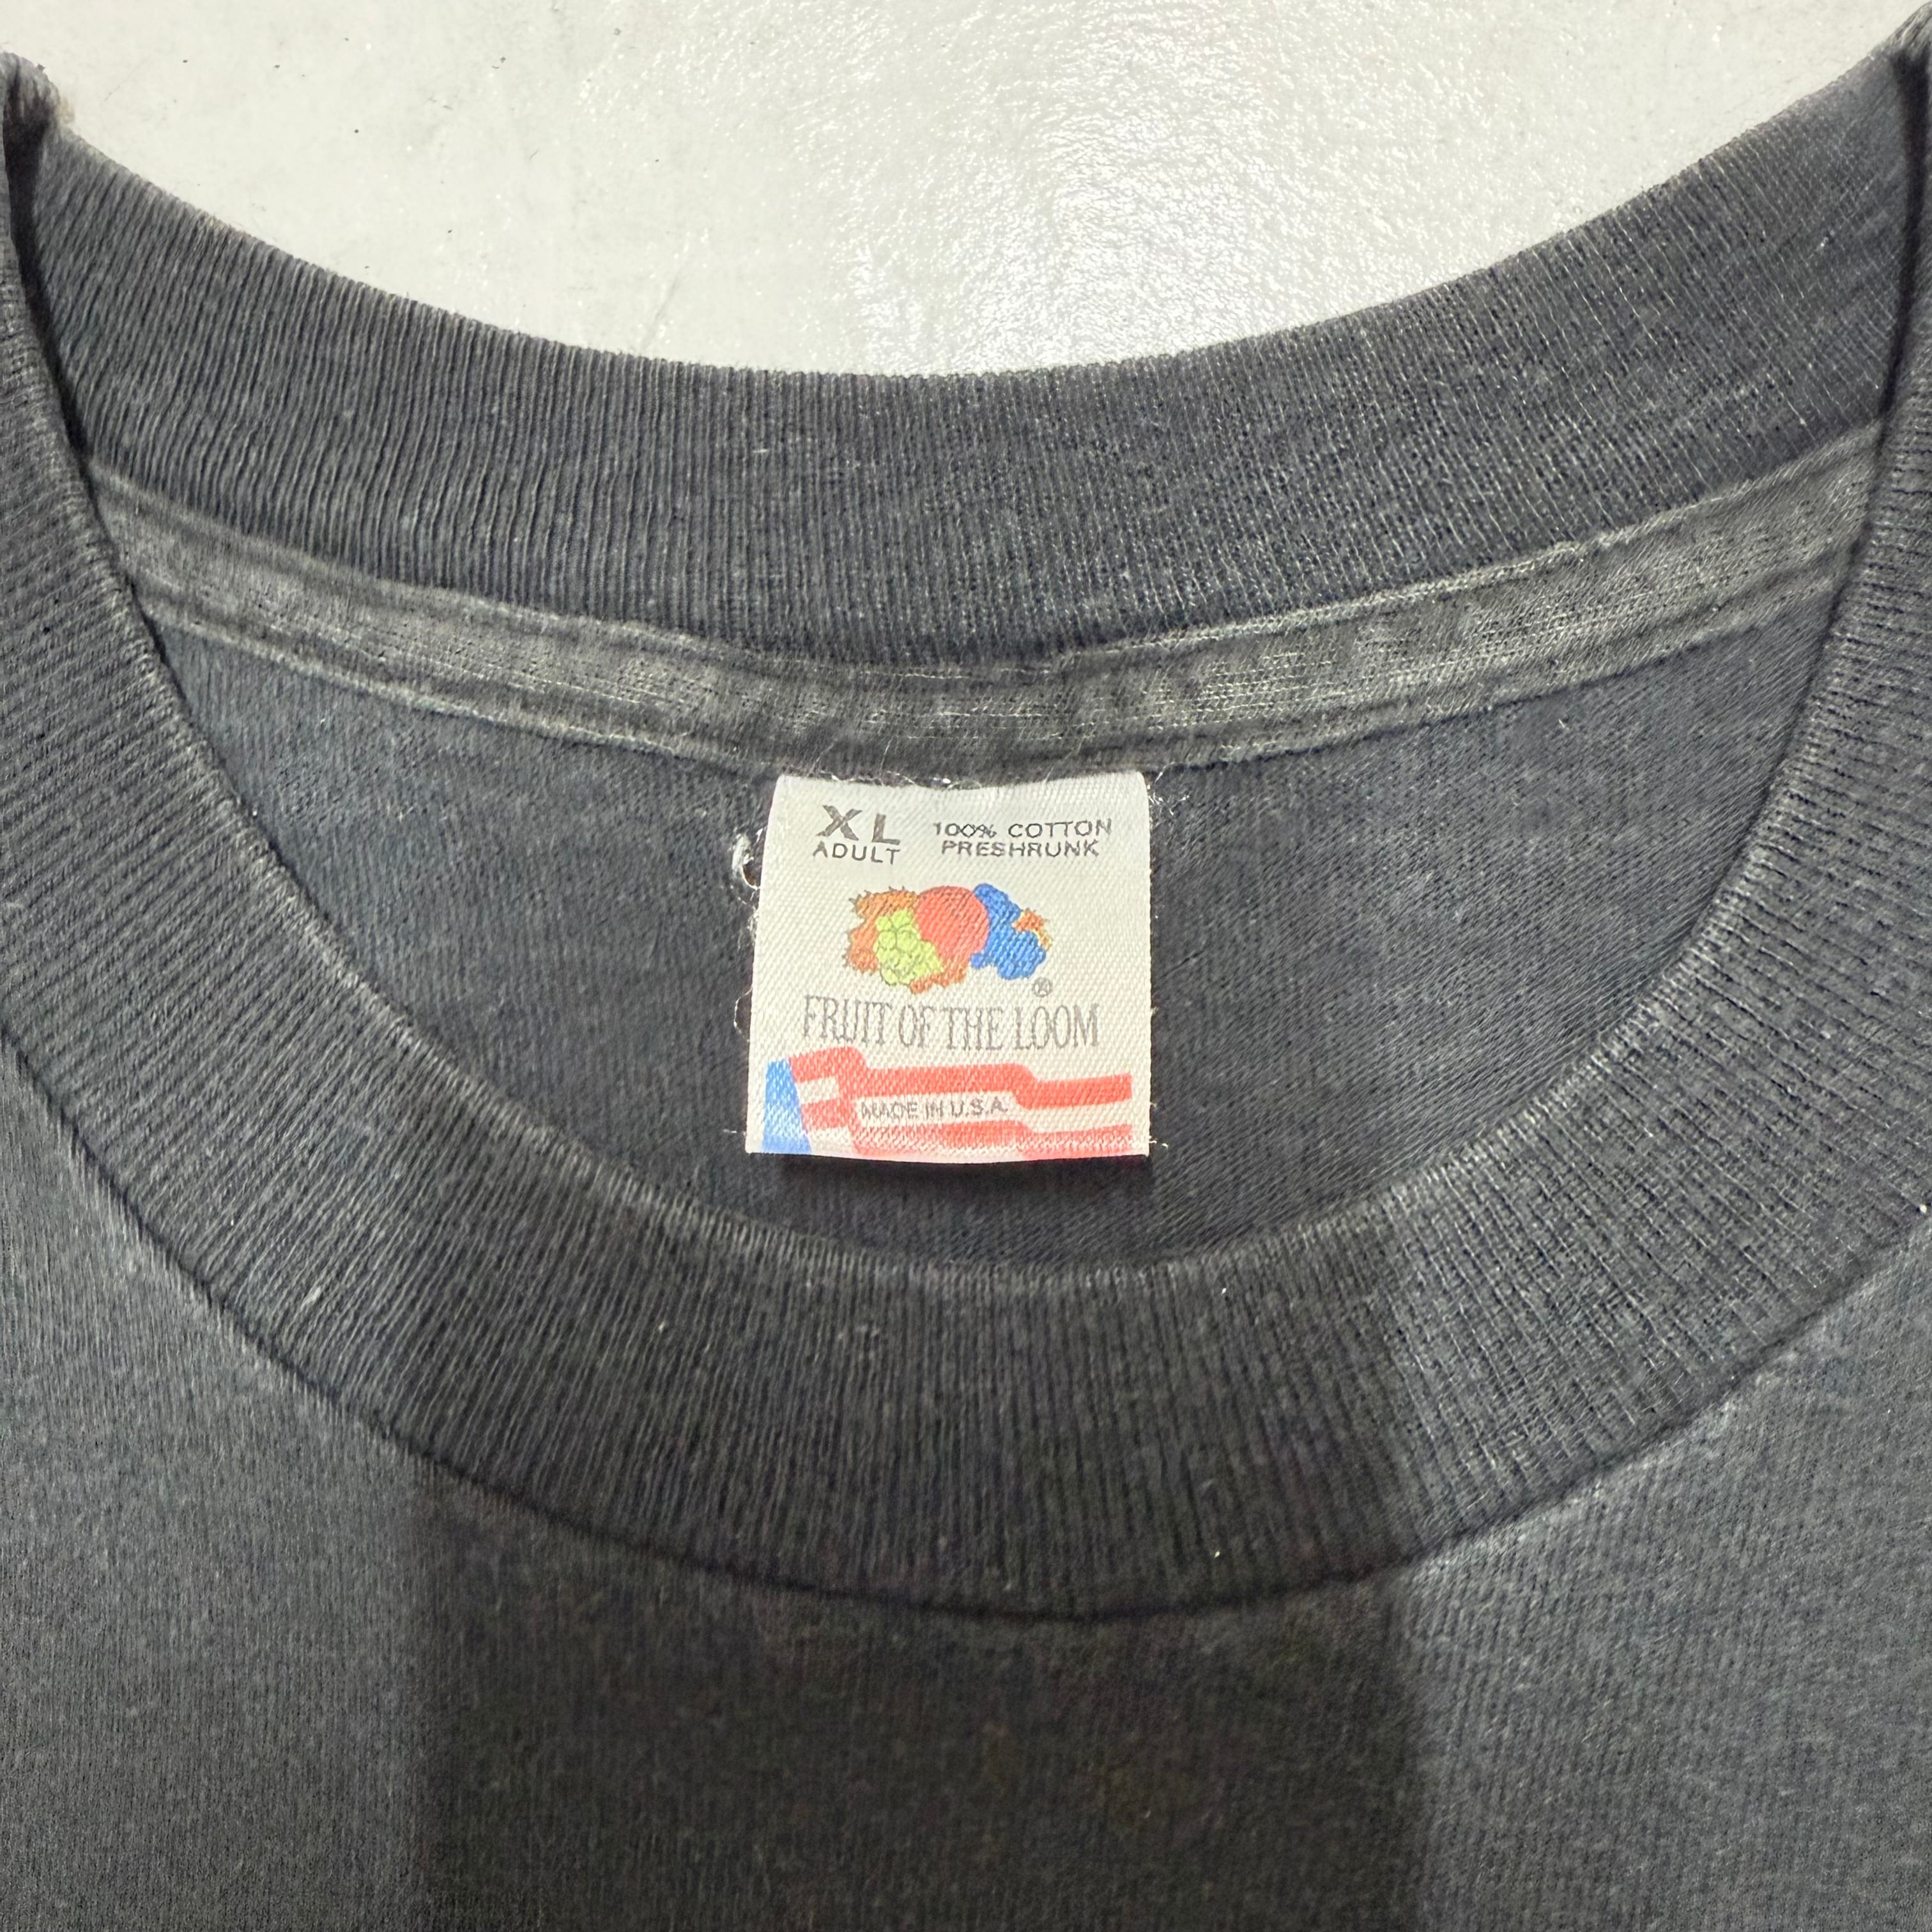 XL
ADULT
100% COTTON
PRESHRUNK
®
FRUIT OF THE LOOM
MADE IN U.S.A.